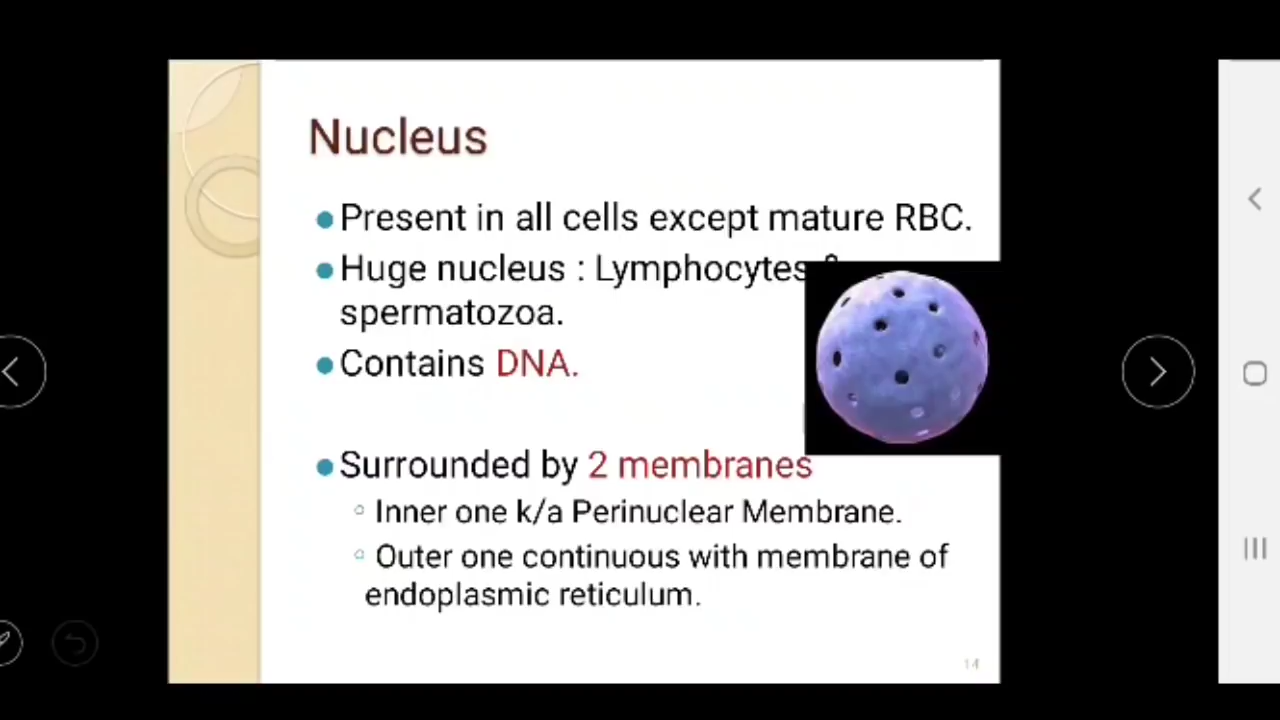 Nucleus
Present in all cells except mature RBC.
Huge nucleus : Lymphocytes
spermatozoa.
Contains DNA.
Surrounded by 2 membranes
Inner one k/a Perinuclear Membrane.
Outer one continuous with membrane of
endoplasmic reticulum.
14